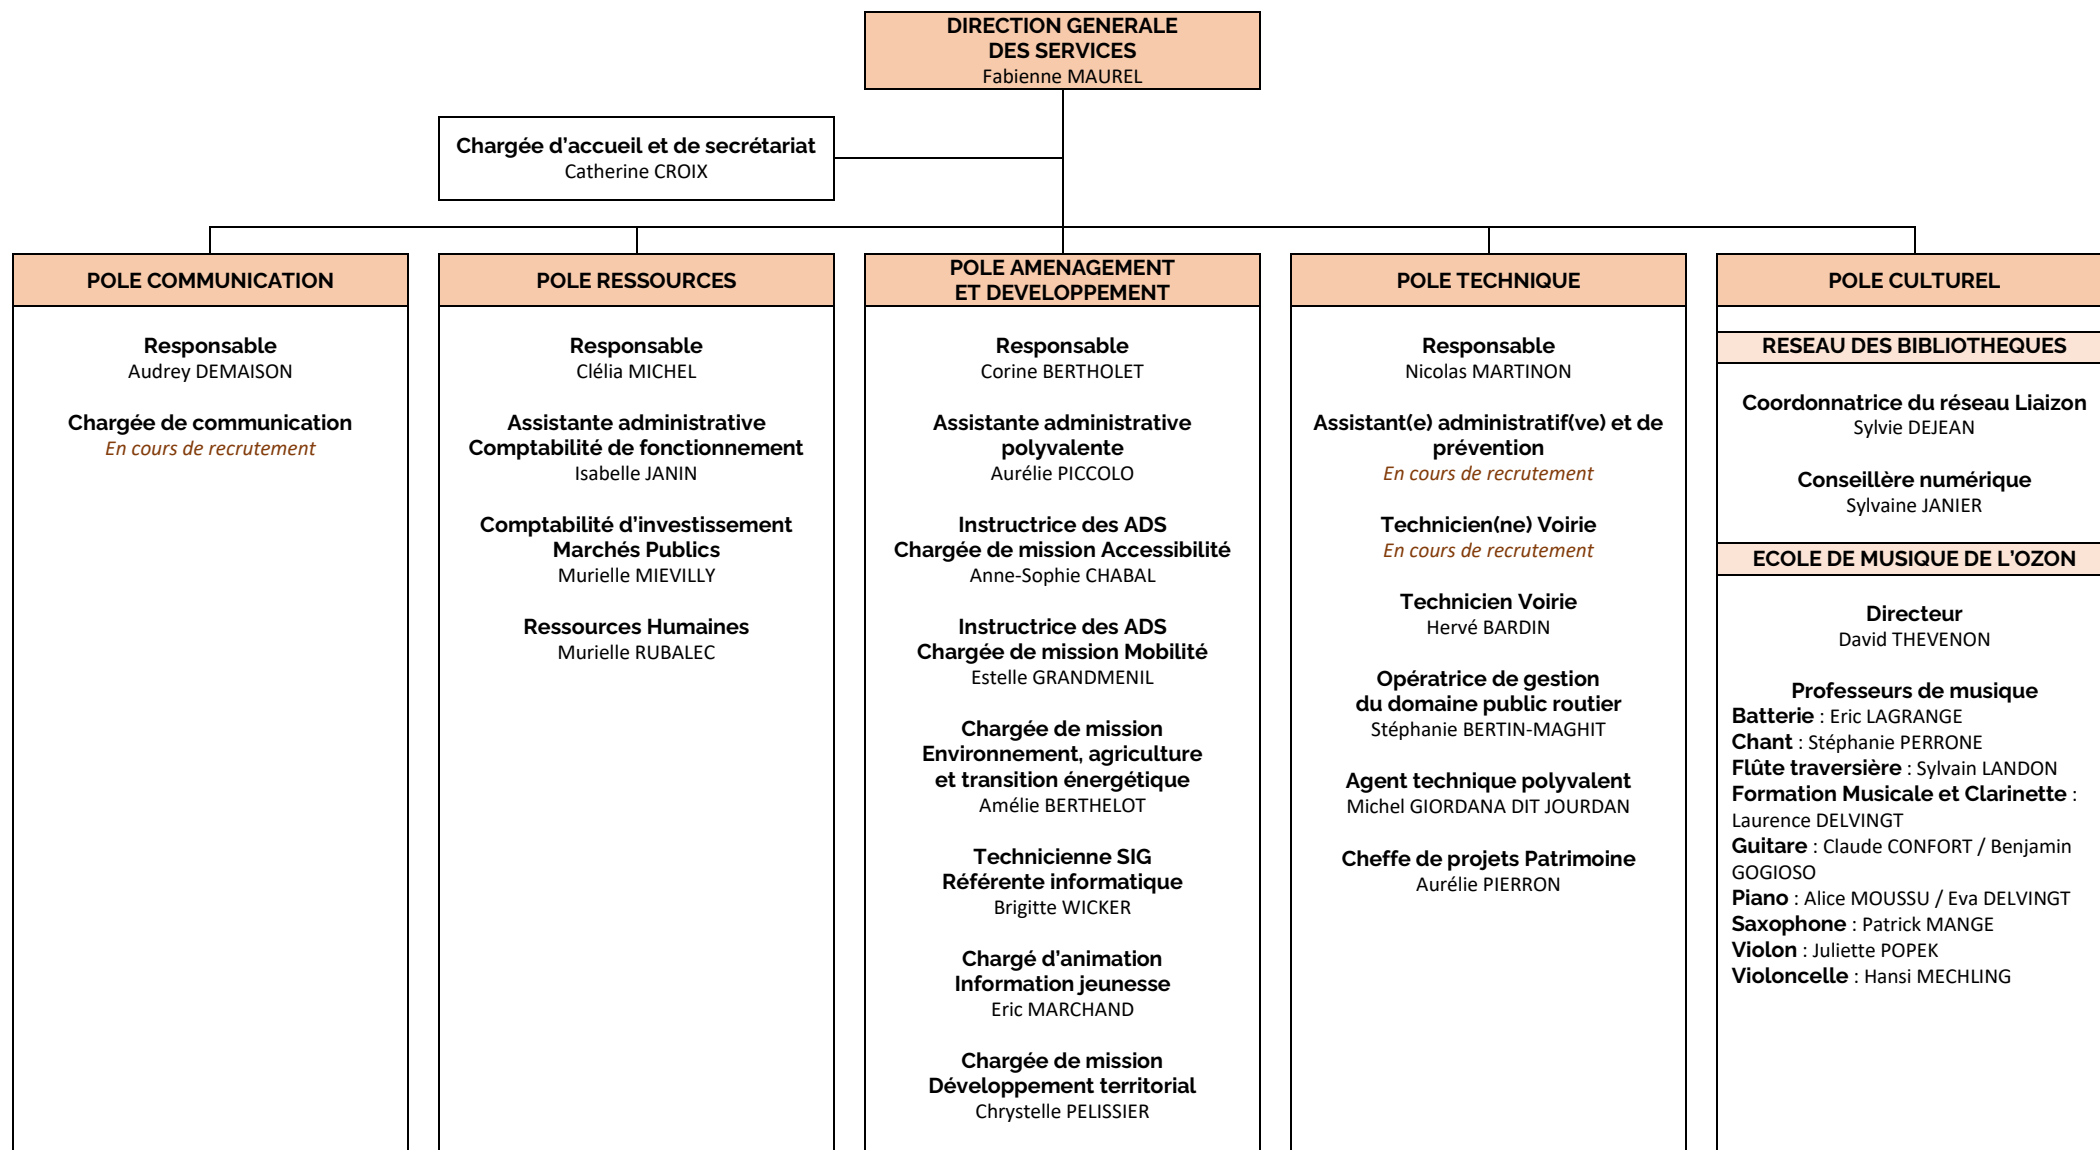 DIRECTION GENERALE
DES SERVICES
Fabienne MAUREL
Chargée d'accueil et de secrétariat
Catherine CROIX
POLE COMMUNICATION
Responsable
Audrey DEMAISON
Chargée de communication
En cours de recrutement
POLE RESSOURCES
Responsable
Clélia MICHEL
Assistante administrative
Comptabilité de fonctionnement
Isabelle JANIN
Comptabilité d'investissement
Marchés Publics
Murielle MIEVILLY
Ressources Humaines
Murielle RUBALEC
POLE AMENAGEMENT
ET DEVELOPPEMENT
Responsable
Corine BERTHOLET
Assistante administrative
polyvalente
Aurélie PICCOLO
Instructrice des ADS
Chargée de mission Accessibilité
Anne-Sophie CHABAL
Instructrice des ADS
Chargée de mission Mobilité
Estelle GRANDMENIL
Chargée de mission
Environnement, agriculture
et transition énergétique
Amélie BERTHELOT
Technicienne SIG
Référente informatique
Brigitte WICKER
Chargé d'animation
Information jeunesse
Eric MARCHAND
Chargée de mission
Développement territorial
Chrystelle PELISSIER
POLE TECHNIQUE
Responsable
Nicolas MARTINON
Assistant(e) administratif(ve) et de
prévention
En cours de recrutement
Technicien(ne) Voirie
En cours de recrutement
Technicien Voirie
Hervé BARDIN
Opératrice de gestion
du domaine public routier
Stéphanie BERTIN-MAGHIT
Agent technique polyvalent
Michel GIORDANA DIT JOURDAN
Cheffe de projets Patrimoine
Aurélie PIERRON
POLE CULTUREL
RESEAU DES BIBLIOTHEQUES
Coordonnatrice du réseau Liaizon
Sylvie DEJEAN
Conseillère numérique
Sylvaine JANIER
ECOLE DE MUSIQUE DE L'OZON
Directeur
David THEVENON
Professeurs de musique
Batterie : Eric LAGRANGE
Chant : Stéphanie PERRONE
Flûte traversière : Sylvain LANDON
Formation Musicale et Clarinette :
Laurence DELVINGT
Guitare : Claude CONFORT / Benjamin
GOGIOSO
Piano : Alice MOUSSU / Eva DELVINGT
Saxophone : Patrick MANGE
Violon : Juliette POPEK
Violoncelle : Hansi MECHLING